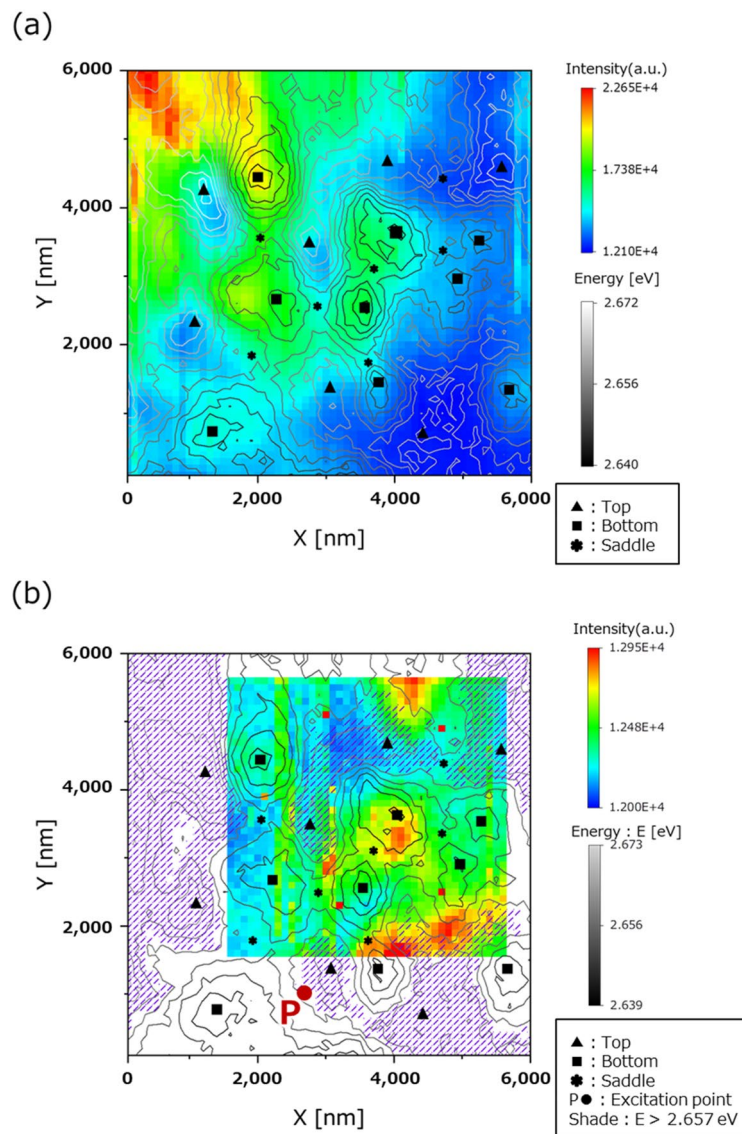 (a)
6,000
4,000
2,000
0
2,000
4,000
6,000
Y [nm]
X [nm]
Intensity(a.u.)
2.265E+4
1.738E+4
1.210E+4
Energy [eV]
2.672
2.656
2.640
▲ : Top
■ : Bottom
✸ : Saddle
(b)
6,000
4,000
2,000
0
2,000
4,000
6,000
Y [nm]
X [nm]
P
Intensity(a.u.)
1.295E+4
1.248E+4
1.200E+4
Energy : E [eV]
2.673
2.656
2.639
▲ : Top
■ : Bottom
✸ : Saddle
P● : Excitation point
Shade : E > 2.657 eV